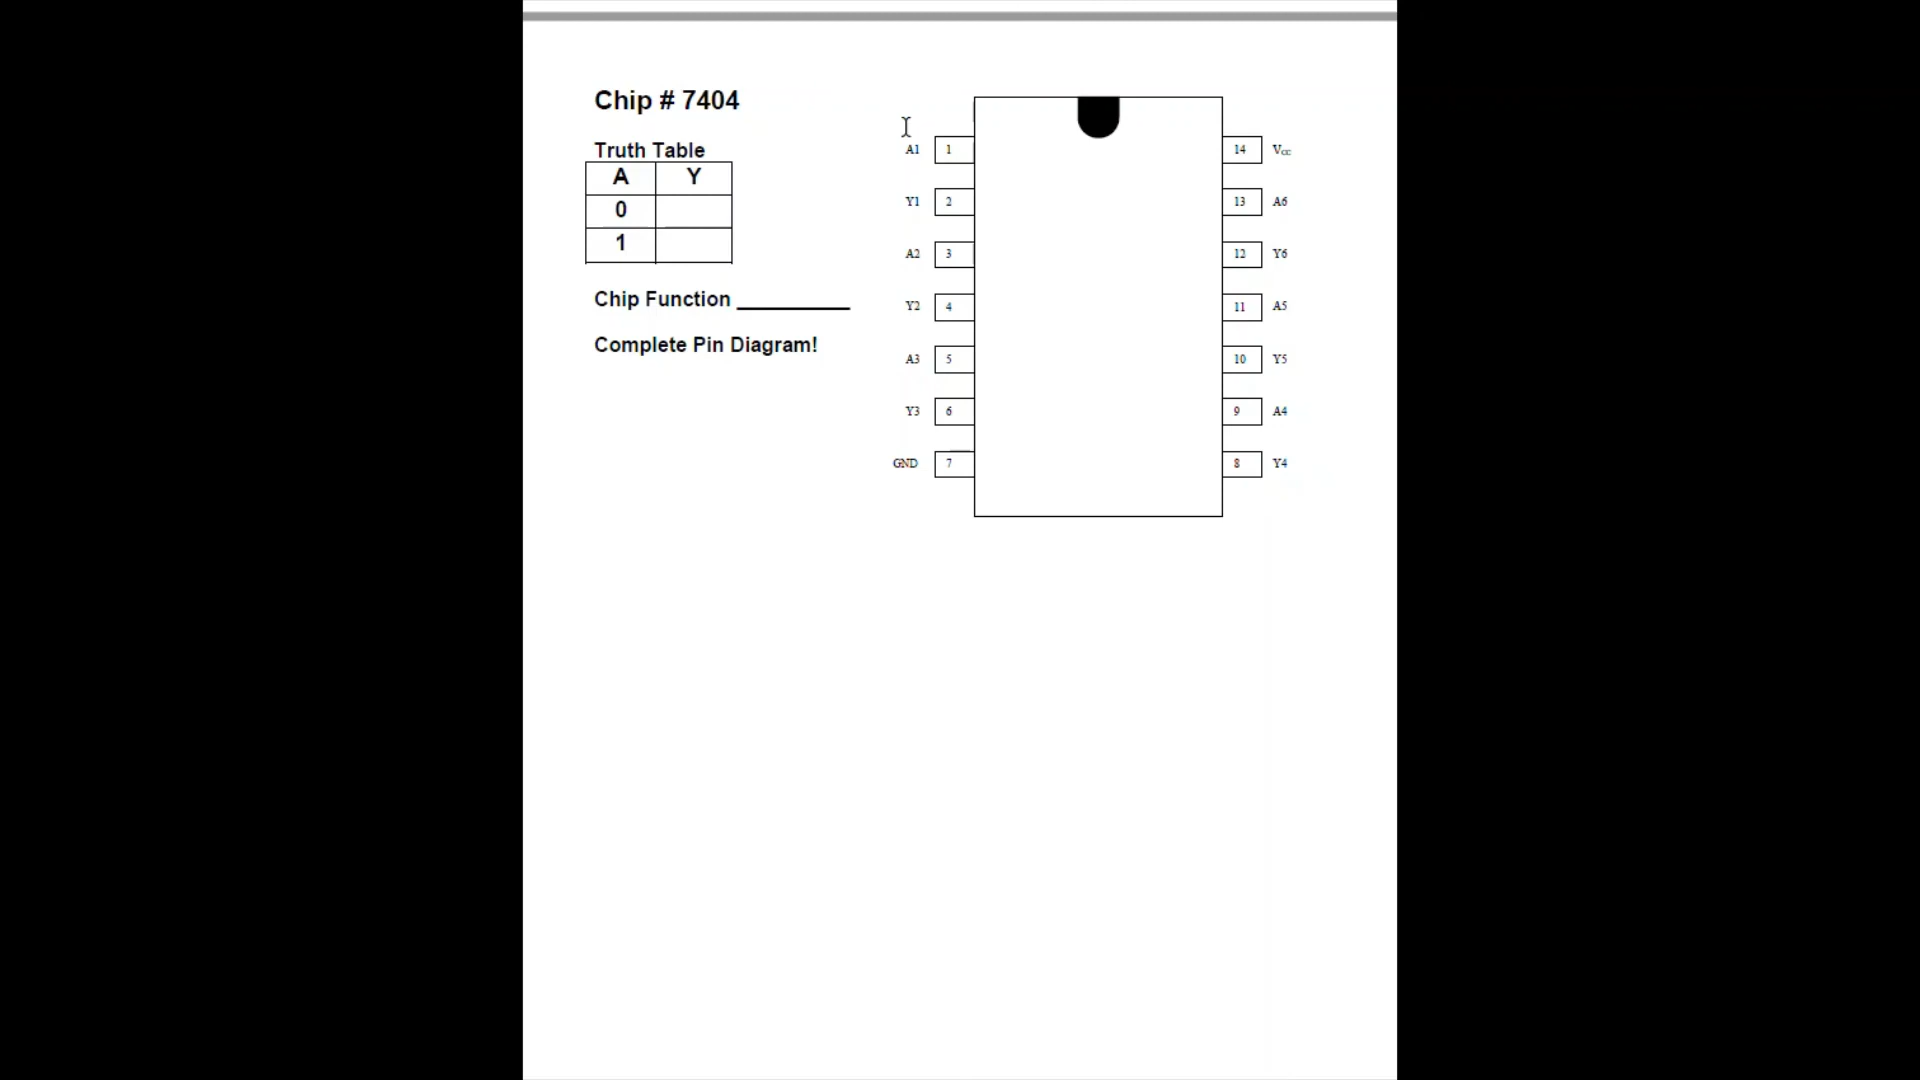 Chip # 7404
Truth Table
A Y
0
1
Chip Function __________
Complete Pin Diagram!
A1 1 14 Vcc
Y1 2 13 A6
A2 3 12 Y6
Y2 4 11 A5
A3 5 10 Y5
Y3 6 9 A4
GND 7 8 Y4